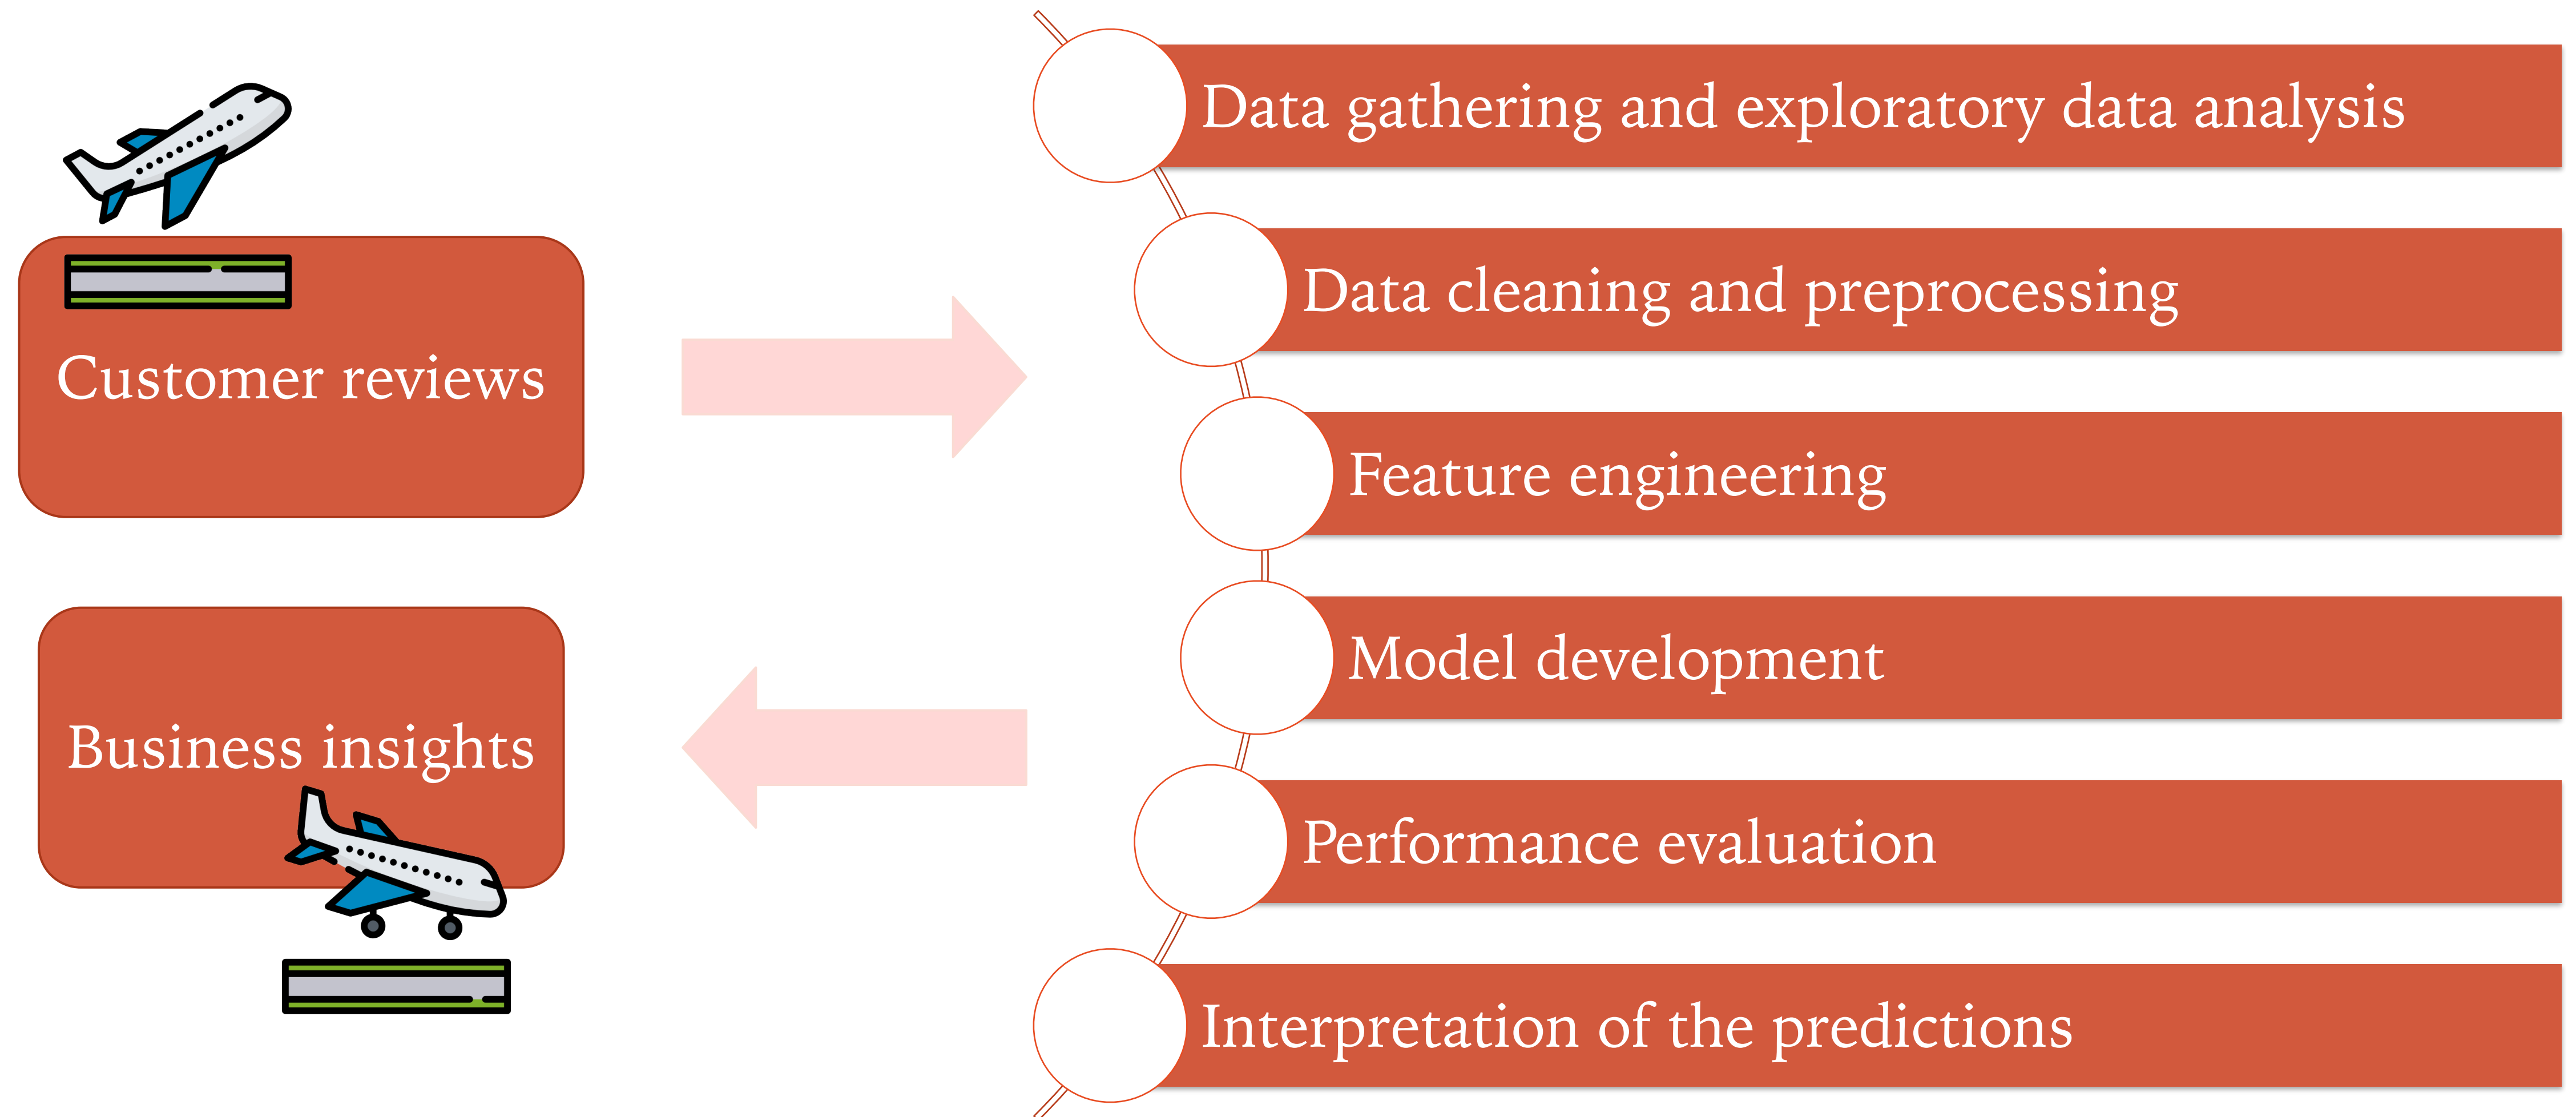 Customer reviews
Business insights
Data gathering and exploratory data analysis
Data cleaning and preprocessing
Feature engineering
Model development
Performance evaluation
Interpretation of the predictions